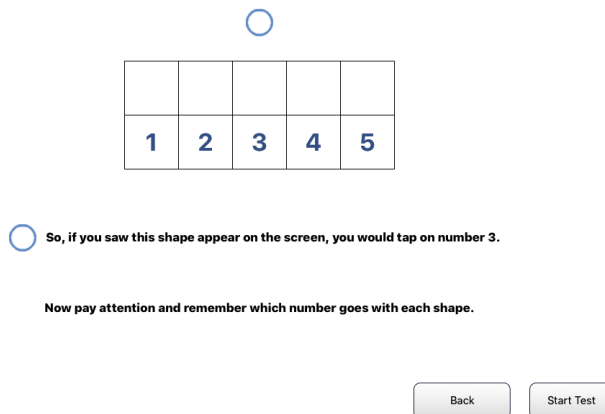 1 2 3 4 5
So, if you saw this shape appear on the screen, you would tap on number 3.
Now pay attention and remember which number goes with each shape.
Back Start Test